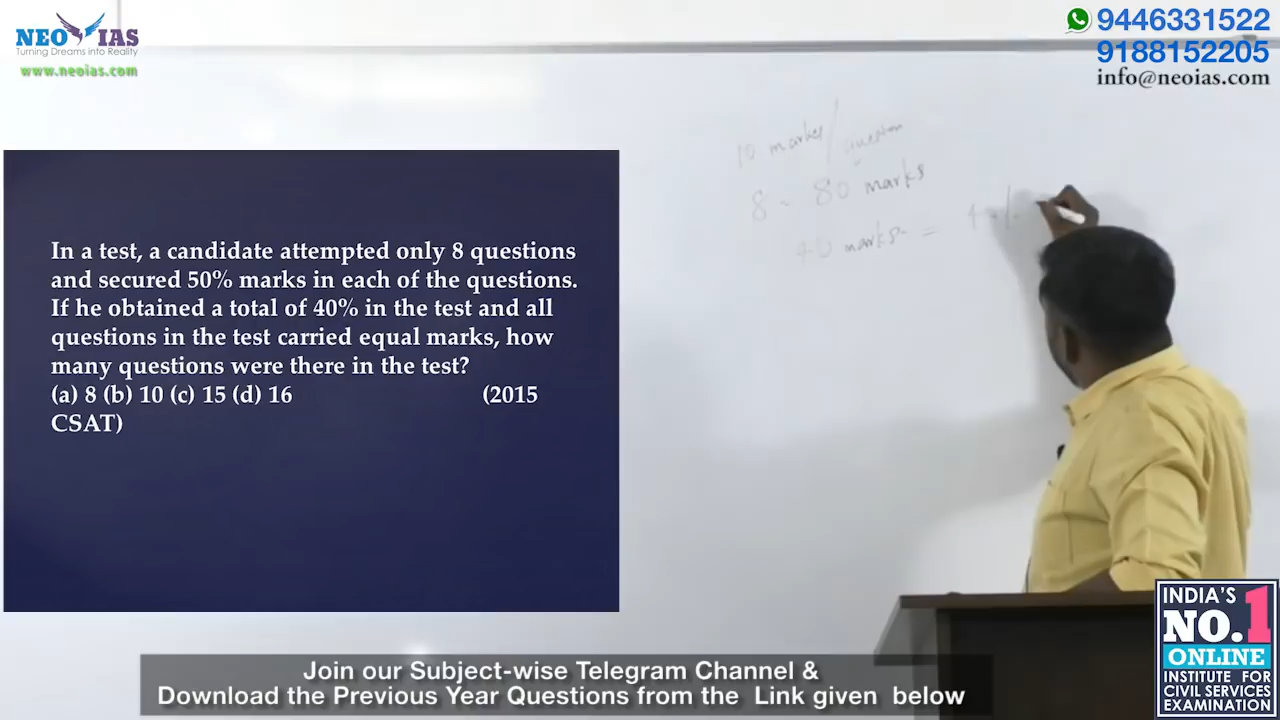 NEO IAS
Turning Dreams into Reality
www.neoias.com
9446331522
9188152205
info@neoias.com
10 marks/question
8 - 80 marks
40 marks =
In a test, a candidate attempted only 8 questions
and secured 50% marks in each of the questions.
If he obtained a total of 40% in the test and all
questions in the test carried equal marks, how
many questions were there in the test?
(a) 8 (b) 10 (c) 15 (d) 16 (2015
CSAT)
INDIA'S
NO.1
ONLINE
INSTITUTE FOR
CIVIL SERVICES
EXAMINATION
Join our Subject-wise Telegram Channel &
Download the Previous Year Questions from the Link given below